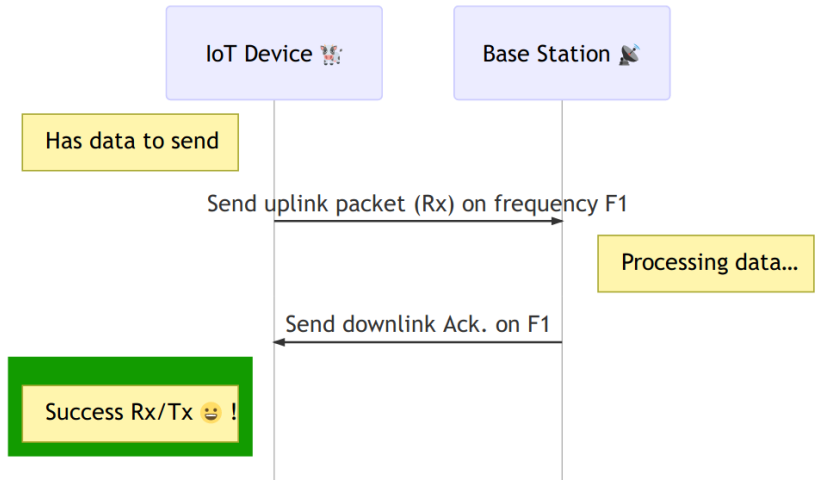 IoT Device 🐮 Base Station 📡
Has data to send
Send uplink packet (Rx) on frequency F1
Processing data…
Send downlink Ack. on F1
Success Rx/Tx 😀 !